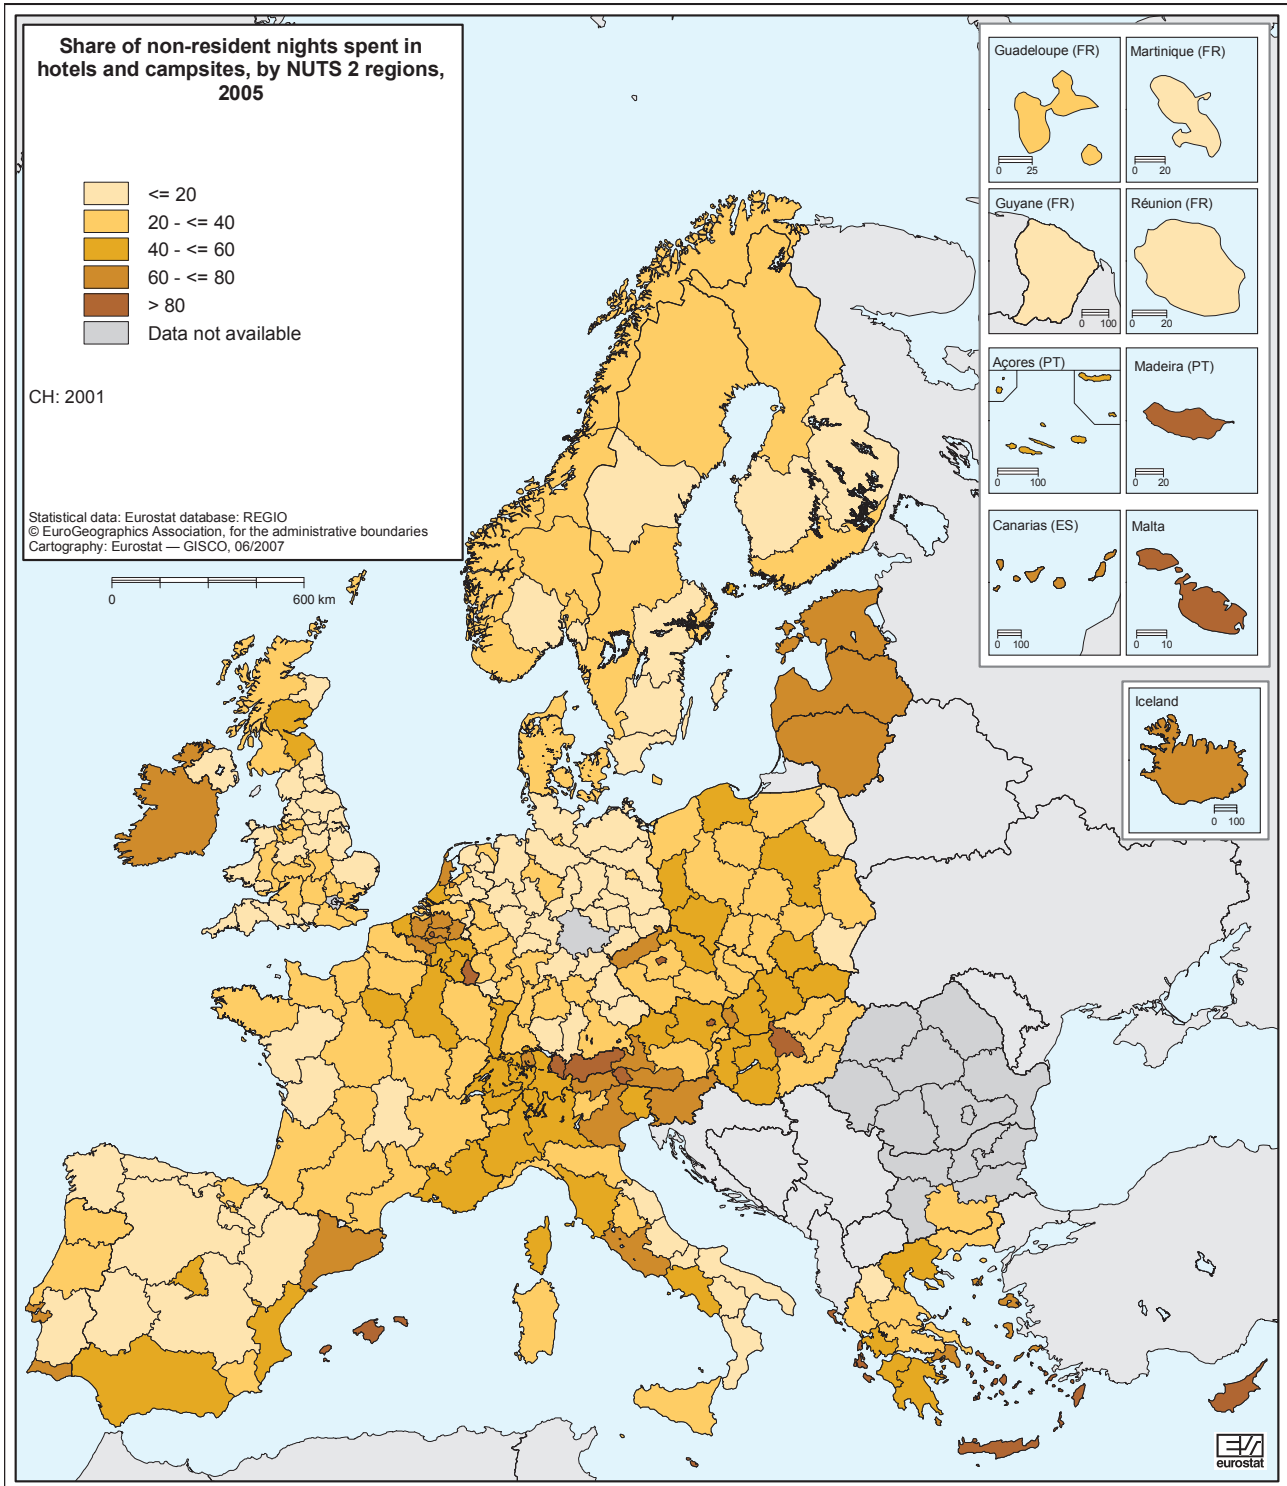 Share of non-resident nights spent in
hotels and campsites, by NUTS 2 regions,
2005
<= 20
20 - <= 40
40 - <= 60
60 - <= 80
> 80
Data not available
CH: 2001
Statistical data: Eurostat database: REGIO
© EuroGeographics Association, for the administrative boundaries
Cartography: Eurostat — GISCO, 06/2007
0 600 km
Guadeloupe (FR)
0 25
Martinique (FR)
0 20
Guyane (FR)
0 100
Réunion (FR)
0 20
Açores (PT)
0 100
Madeira (PT)
0 20
Canarias (ES)
0 100
Malta
0 10
Iceland
0 100
eurostat